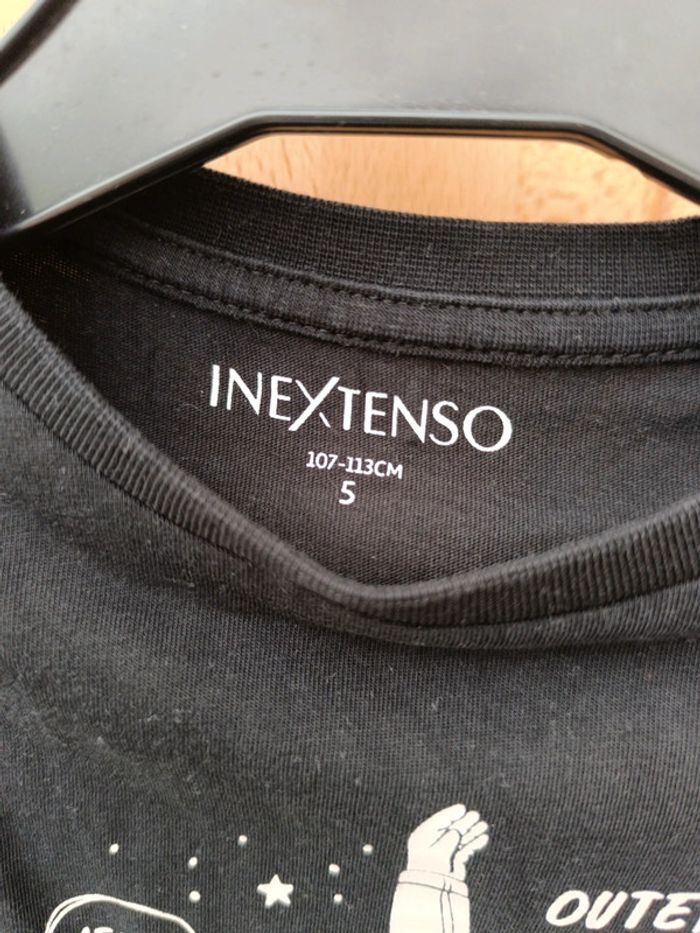 INEXTENSO
107-113CM
5
OUTE